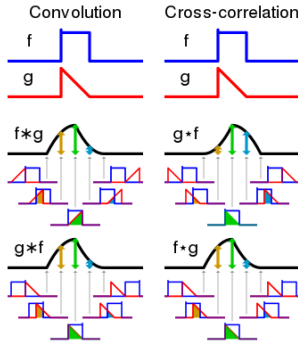 Convolution Cross-correlation
f f
g g
f∗g g⋆f
g∗f f⋆g